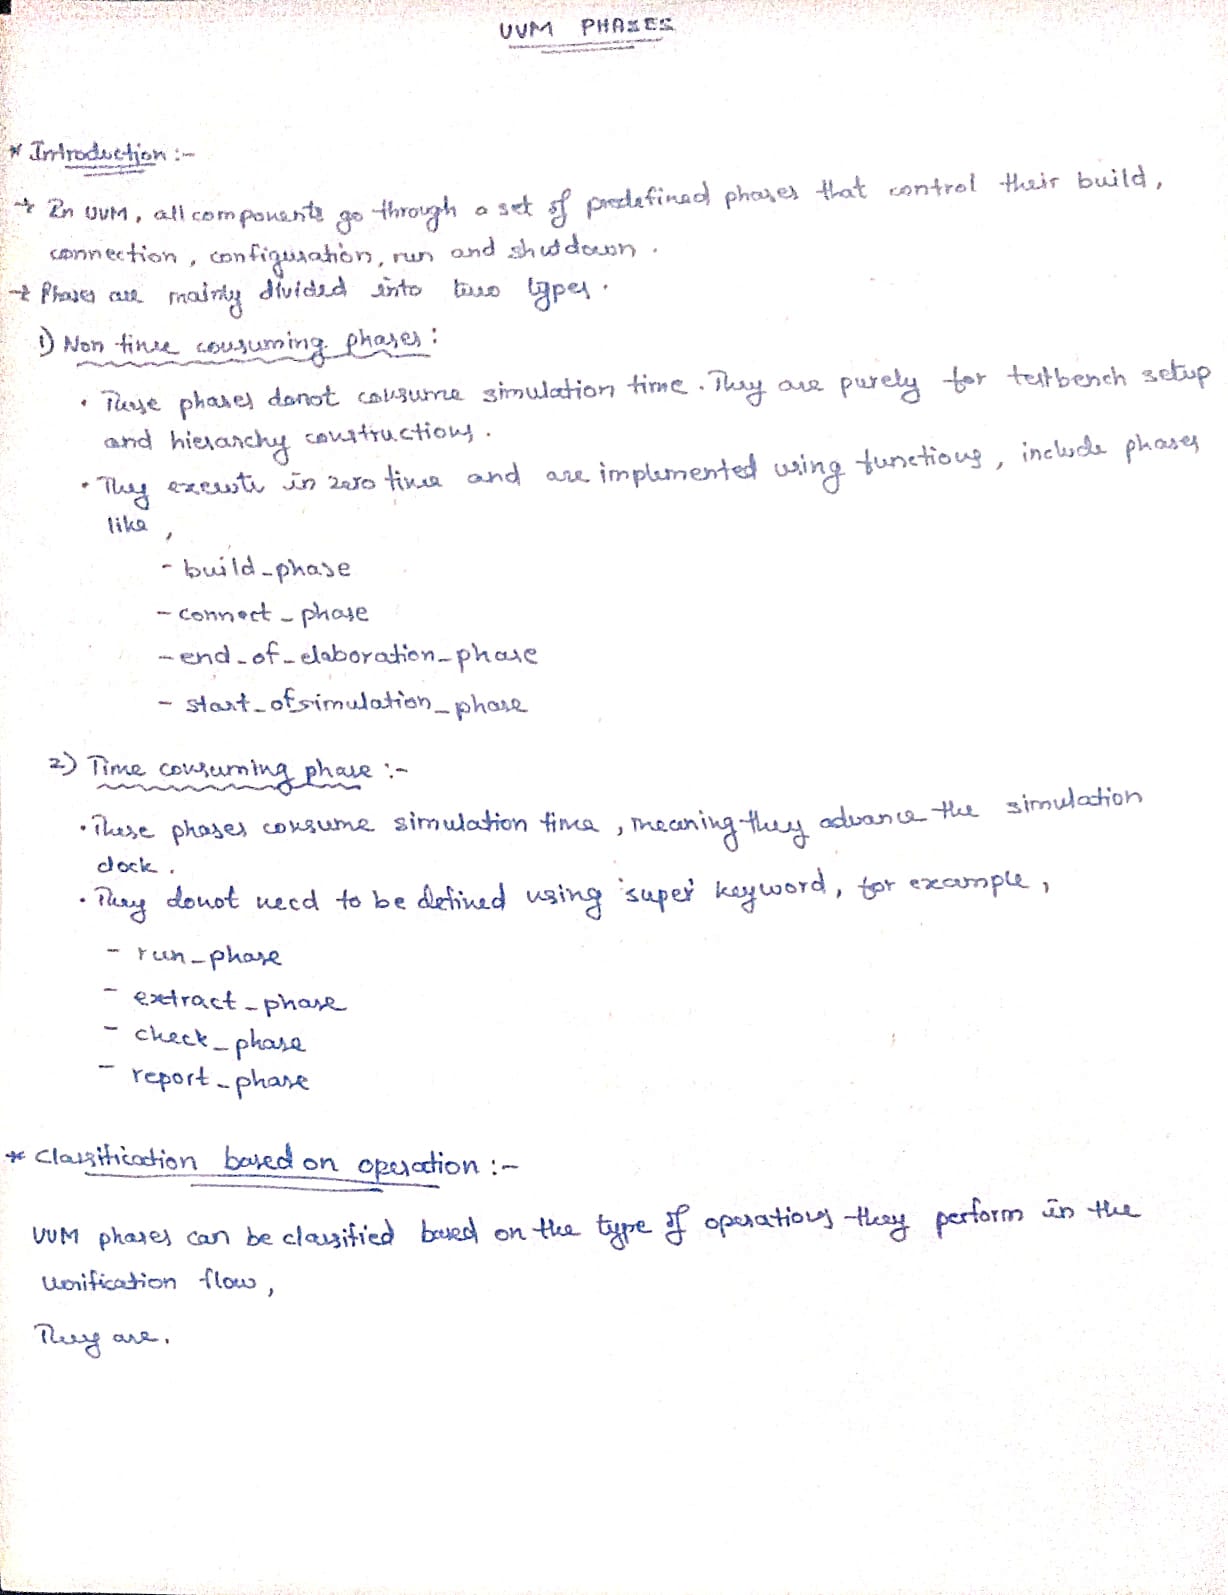 UVM PHASES
* Introduction :-
→ In UVM, all components go through a set of predefined phases that control their build,
connection, configuration, run and shutdown.
→ Phases are mainly divided into two types.
1) Non time consuming phases:
• These phases donot consume simulation time. They are purely for testbench setup
and hierarchy constructions.
• They execute in zero time and are implemented using functions, include phases
like,
- build_phase
- connect_phase
- end_of_elaboration_phase
- start_ofsimulation_phase
2) Time consuming phase :-
• These phases consume simulation time, meaning they advance the simulation
clock.
• They donot need to be defined using 'super' keyword, for example,
- run_phase
- extract_phase
- check_phase
- report_phase
* Classification based on operation :-
UVM phases can be classified based on the type of operations they perform in the
verification flow,
They are.